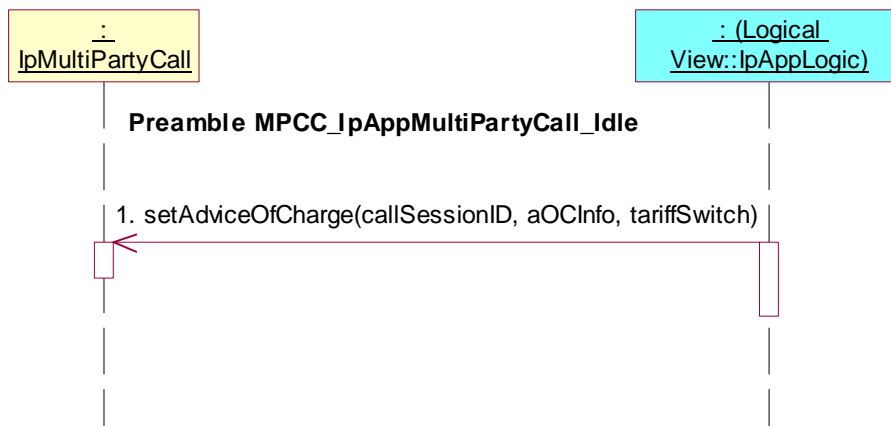 :
IpMultiPartyCall
: (Logical
View::IpAppLogic)
Preamble MPCC_IpAppMultiPartyCall_Idle
1. setAdviceOfCharge(callSessionID, aOCInfo, tariffSwitch)